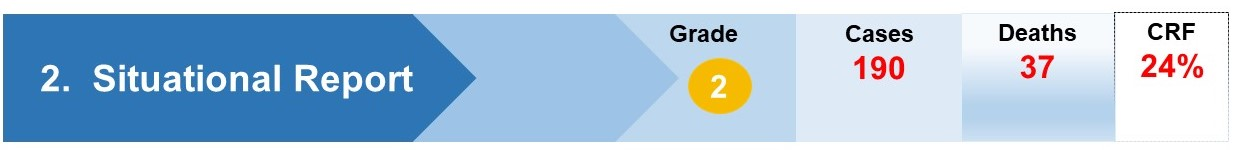 2. Situational Report
Grade
2
Cases
190
Deaths
37
CRF
24%